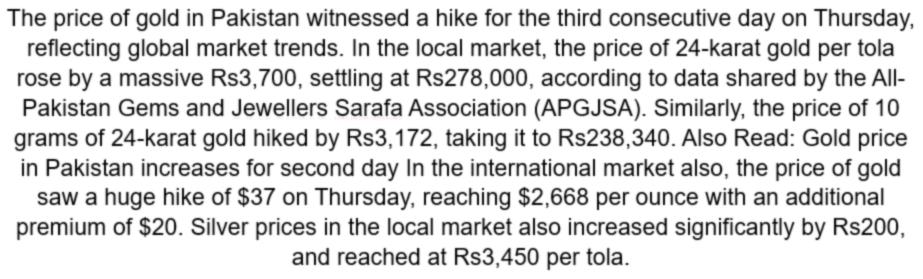 The price of gold in Pakistan witnessed a hike for the third consecutive day on Thursday,
reflecting global market trends. In the local market, the price of 24-karat gold per tola
rose by a massive Rs3,700, settling at Rs278,000, according to data shared by the All-
Pakistan Gems and Jewellers Sarafa Association (APGJSA). Similarly, the price of 10
grams of 24-karat gold hiked by Rs3,172, taking it to Rs238,340. Also Read: Gold price
in Pakistan increases for second day In the international market also, the price of gold
saw a huge hike of $37 on Thursday, reaching $2,668 per ounce with an additional
premium of $20. Silver prices in the local market also increased significantly by Rs200,
and reached at Rs3,450 per tola.